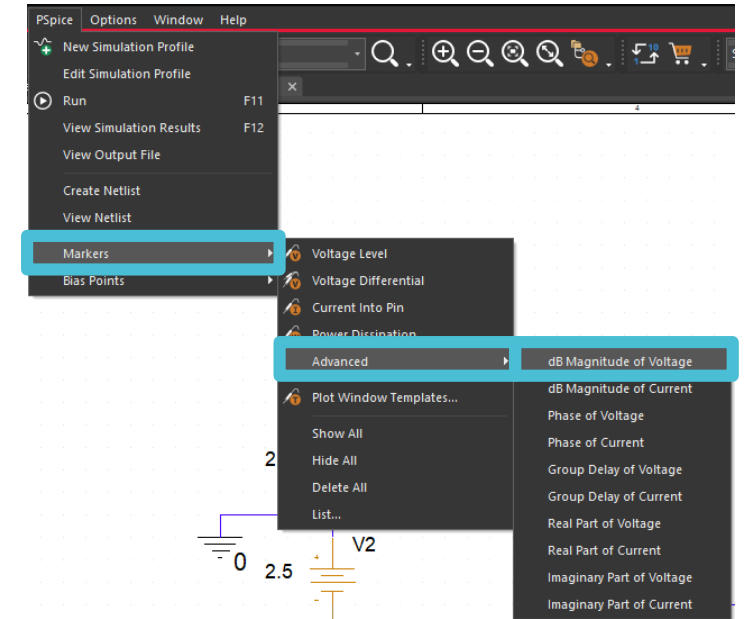 PSpice Options Window Help
New Simulation Profile
Edit Simulation Profile
Run F11
View Simulation Results F12
View Output File
Create Netlist
View Netlist
Markers
Bias Points
4
Voltage Level
Voltage Differential
Current Into Pin
Power Dissipation
Advanced
Plot Window Templates...
Show All
Hide All
Delete All
List...
dB Magnitude of Voltage
dB Magnitude of Current
Phase of Voltage
Phase of Current
Group Delay of Voltage
Group Delay of Current
Real Part of Voltage
Real Part of Current
Imaginary Part of Voltage
Imaginary Part of Current
2
V2
0
2.5